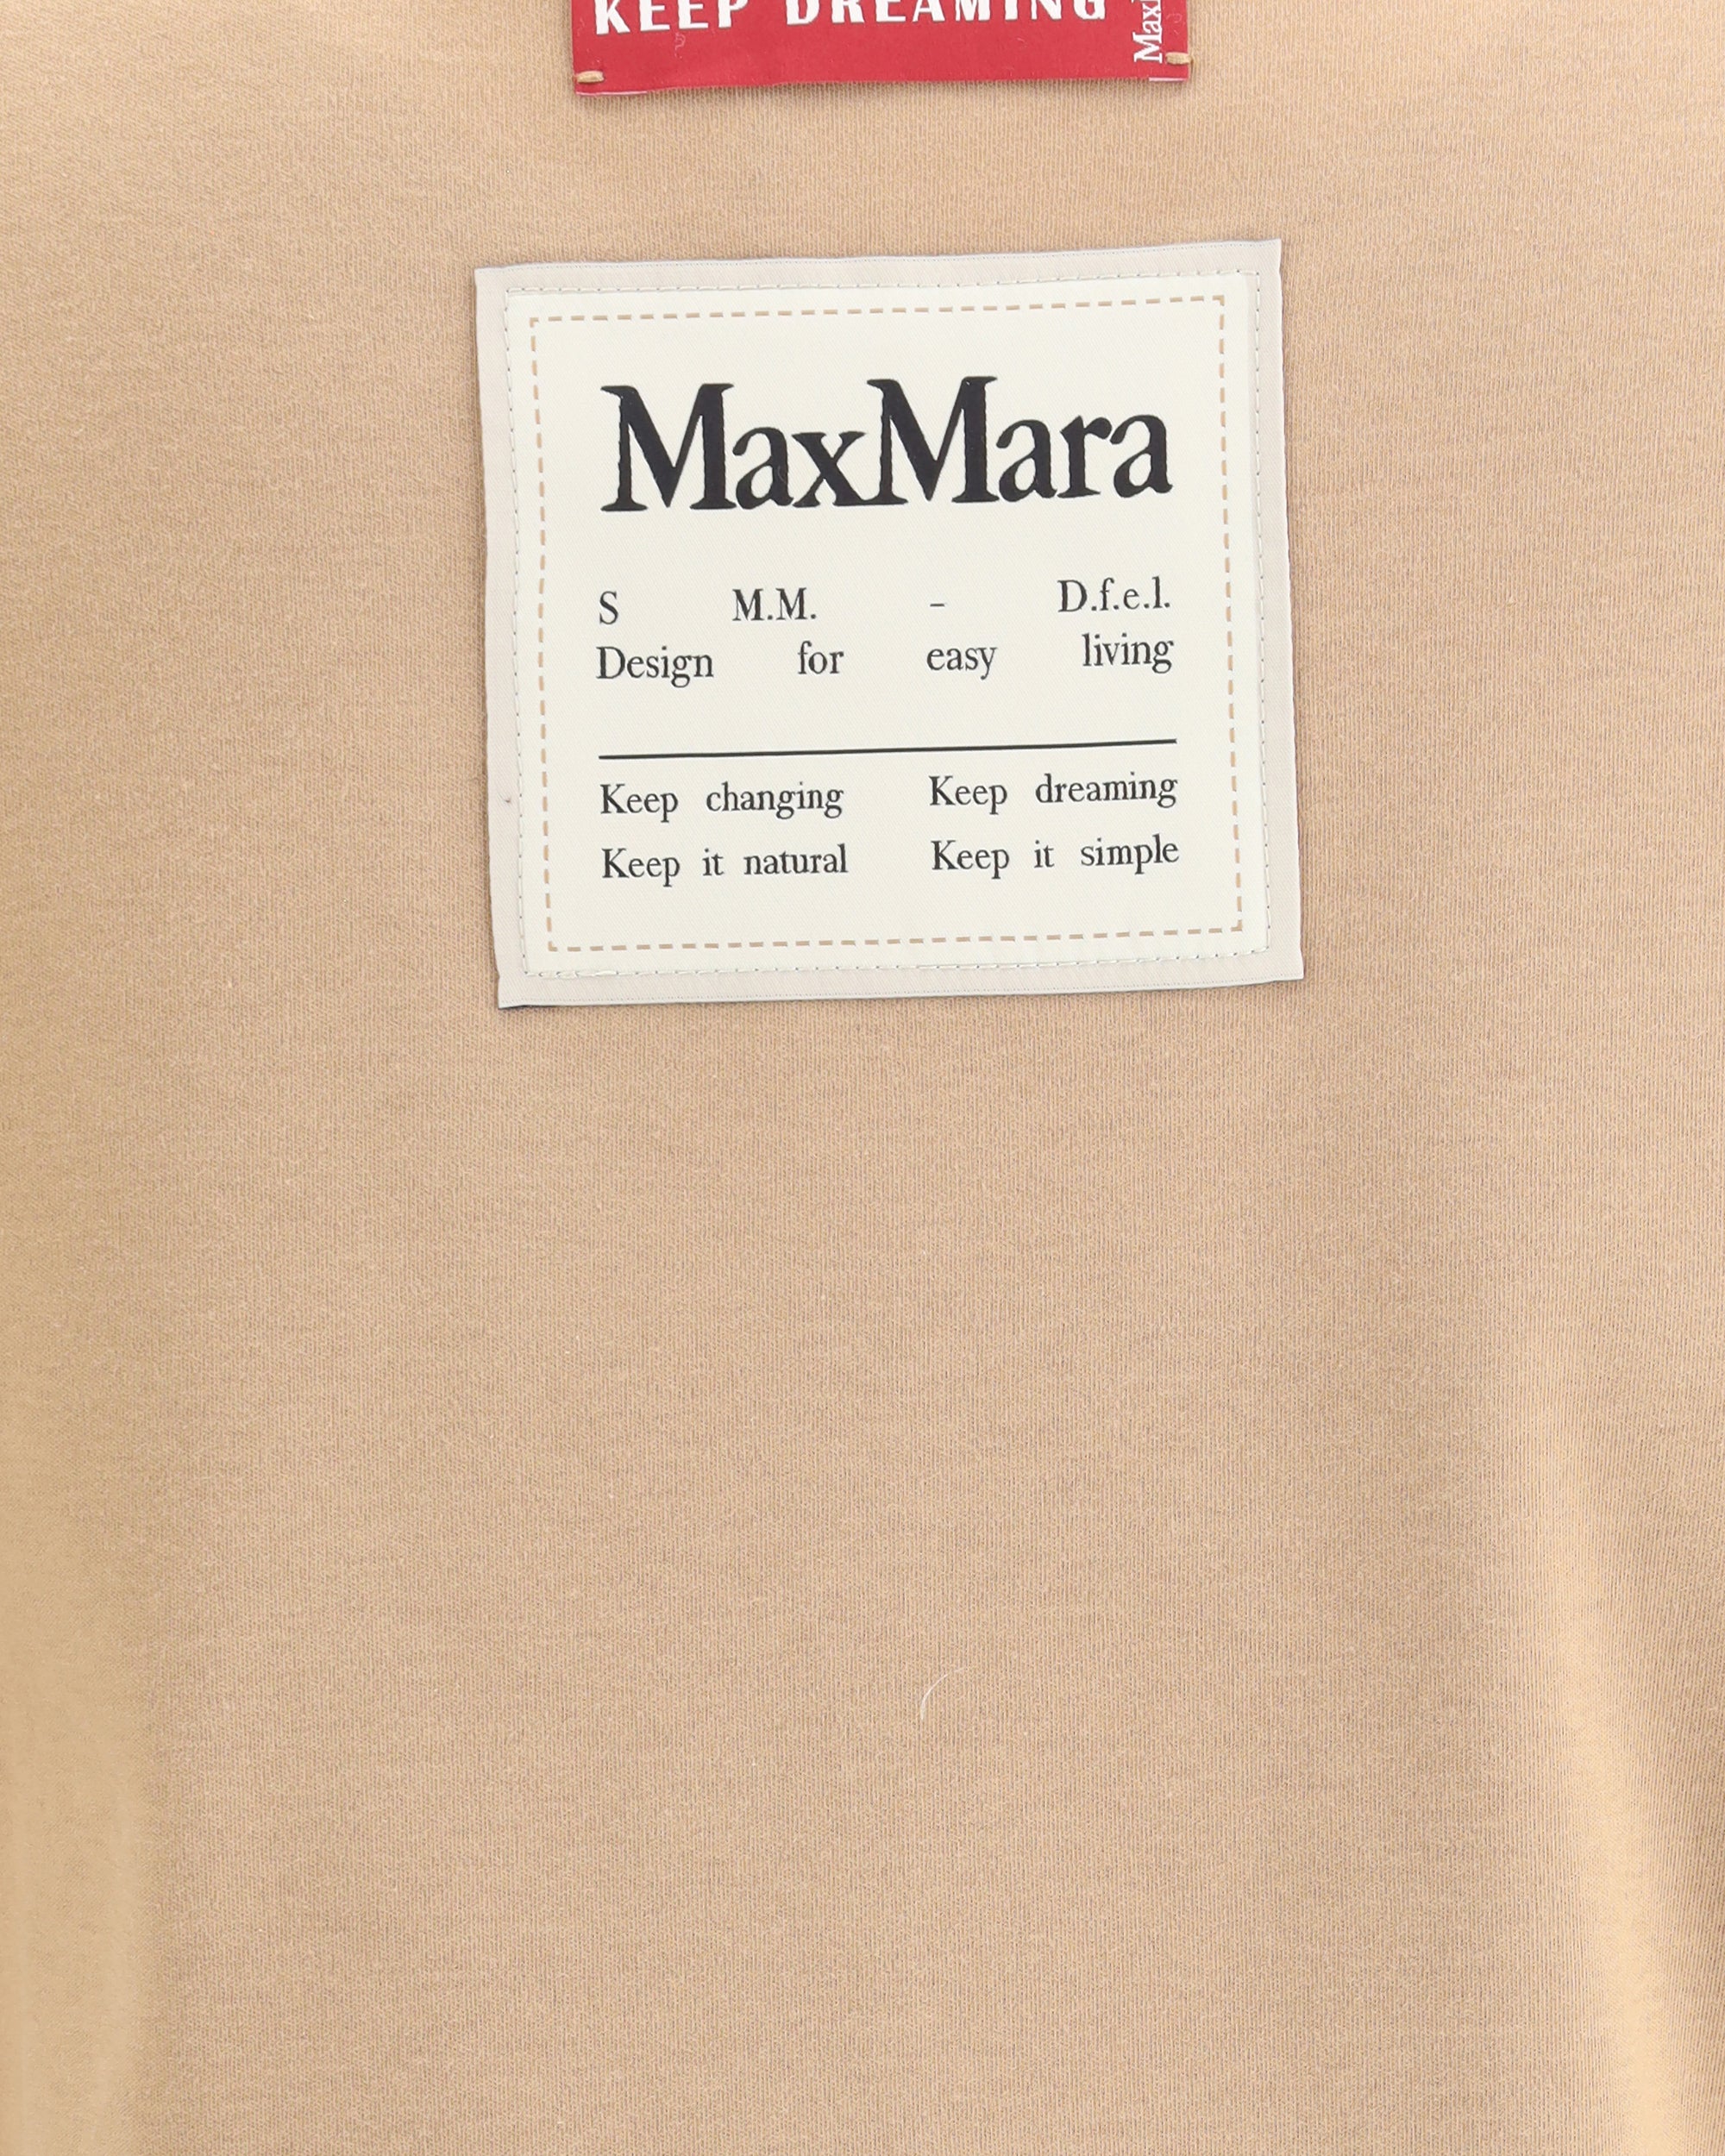 KEEP DREAMING
MaxMara
S M.M. - D.f.e.l.
Design for easy living
Keep changing Keep dreaming
Keep it natural Keep it simple